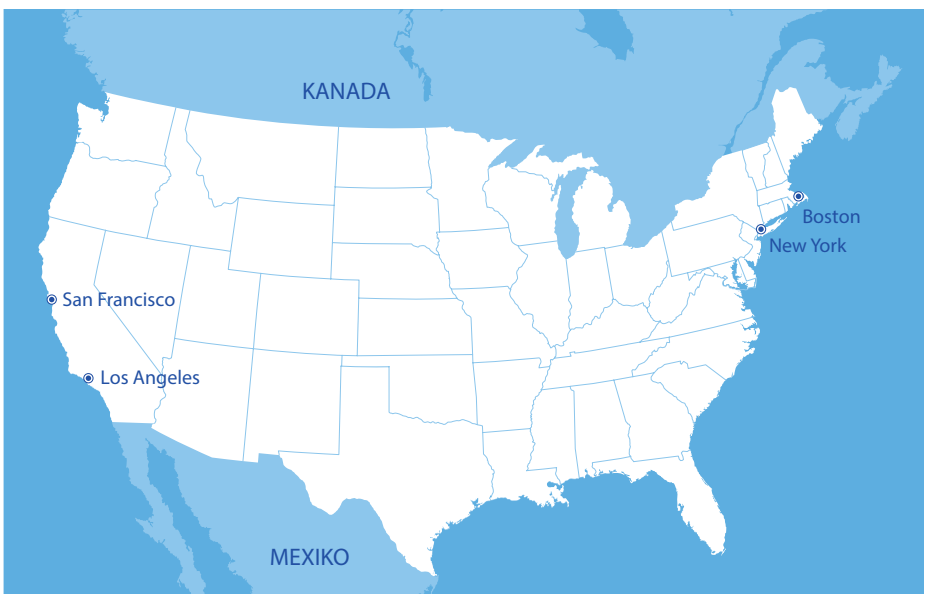 KANADA
Boston
New York
San Francisco
Los Angeles
MEXIKO